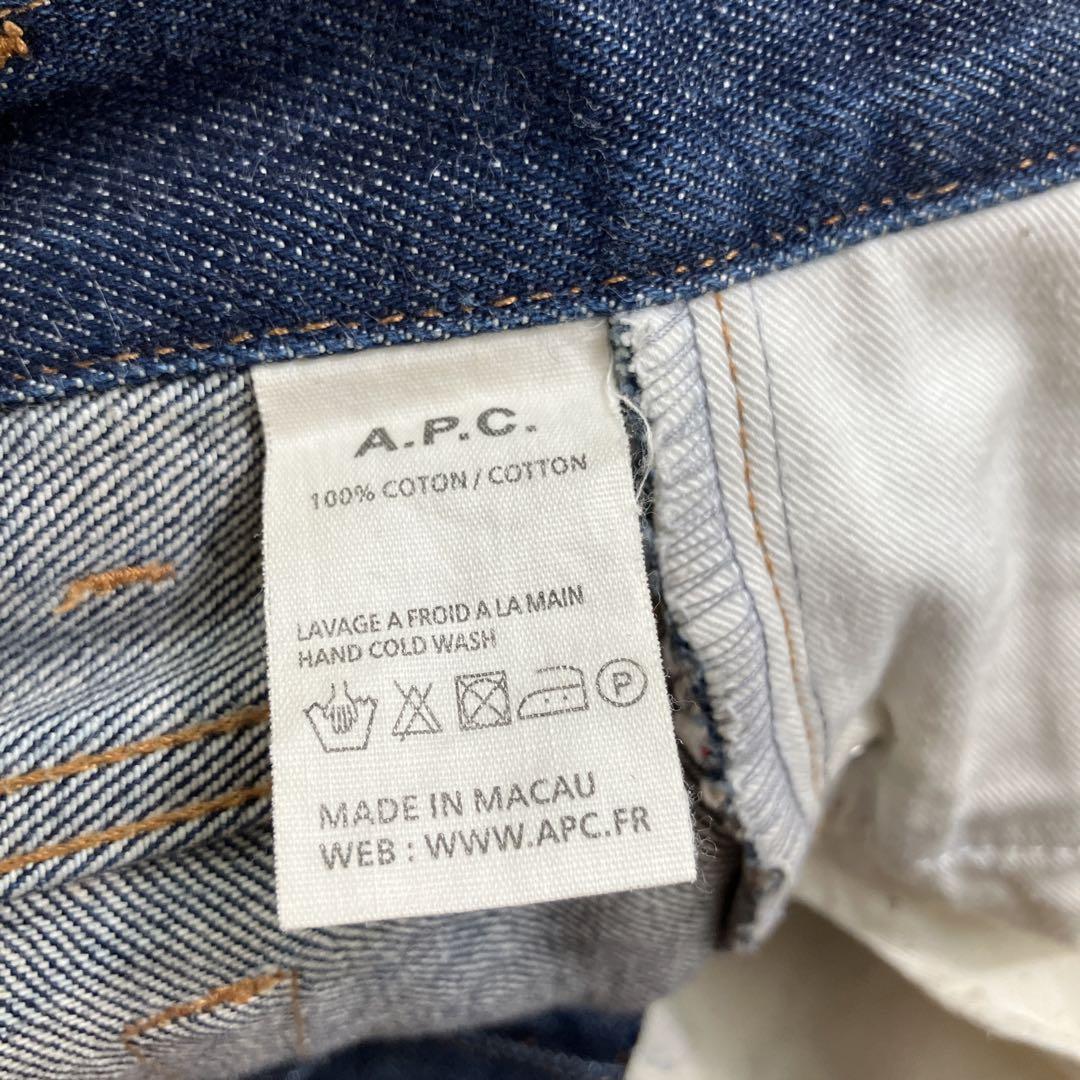 A.P.C.
100% COTON / COTTON
LAVAGE A FROID A LA MAIN
HAND COLD WASH
P
MADE IN MACAU
WEB : WWW.APC.FR